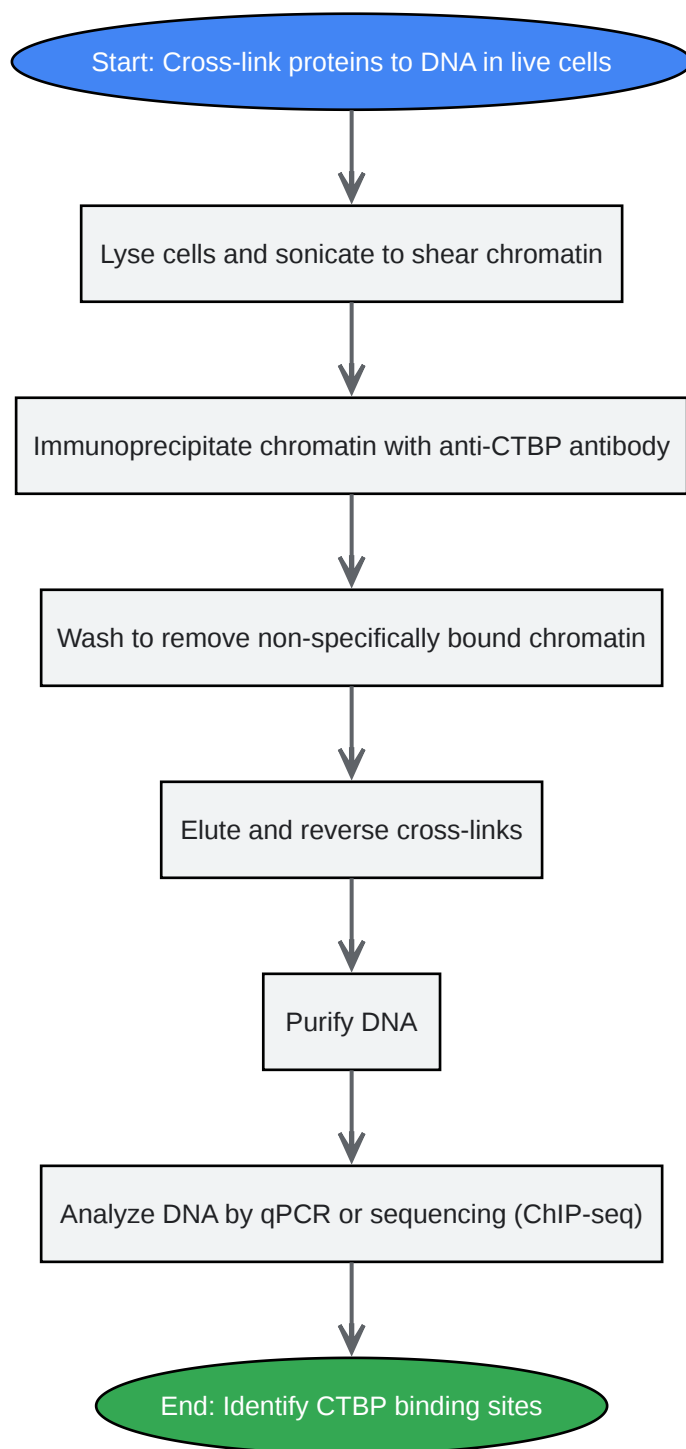 Start: Cross-link proteins to DNA in live cells
Lyse cells and sonicate to shear chromatin
Immunoprecipitate chromatin with anti-CTBP antibody
Wash to remove non-specifically bound chromatin
Elute and reverse cross-links
Purify DNA
Analyze DNA by qPCR or sequencing (ChIP-seq)
End: Identify CTBP binding sites